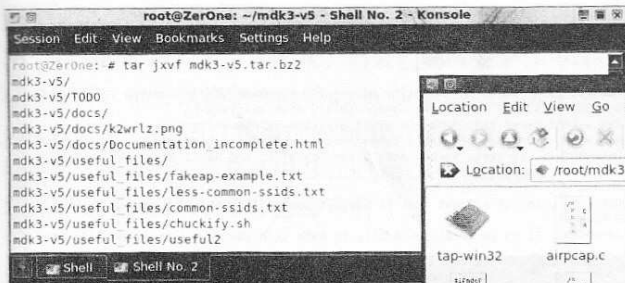 root@ZerOne: ~/mdk3-v5 - Shell No. 2 - Konsole
Session Edit View Bookmarks Settings Help
root@ZerOne:~# tar jxvf mdk3-v5.tar.bz2
mdk3-v5/
mdk3-v5/TODO
mdk3-v5/docs/
mdk3-v5/docs/k2wrlz.png
mdk3-v5/docs/Documentation_incomplete.html
mdk3-v5/useful_files/
mdk3-v5/useful_files/fakeap-example.txt
mdk3-v5/useful_files/less-common-ssids.txt
mdk3-v5/useful_files/common-ssids.txt
mdk3-v5/useful_files/chuckify.sh
mdk3-v5/useful_files/useful2
Shell Shell No. 2
Location Edit View Go
Location: /root/mdk3
tap-win32 airpcap.c